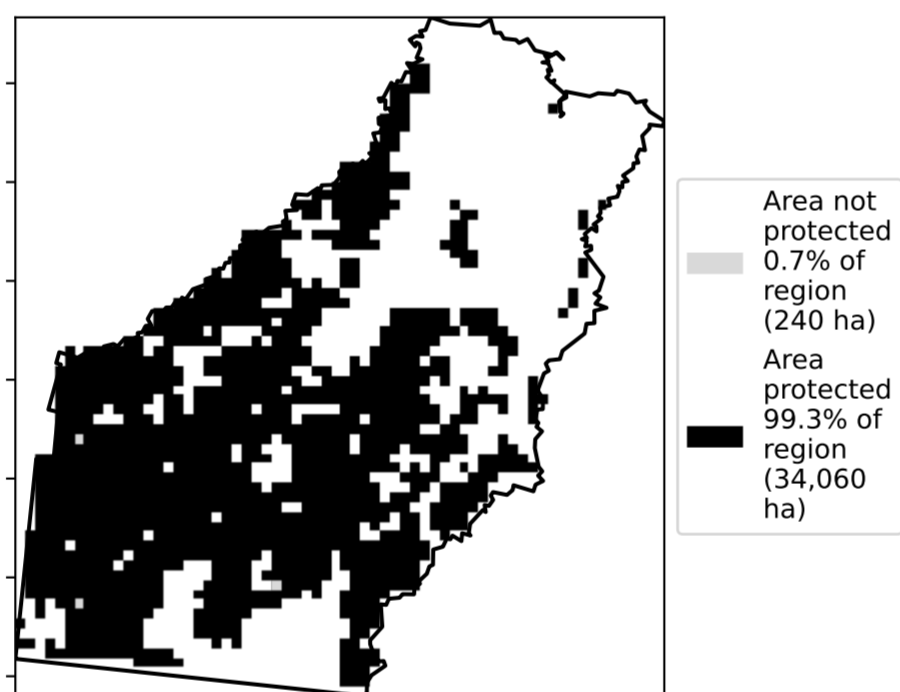 Area not
protected
0.7% of
region
(240 ha)
Area
protected
99.3% of
region
(34,060
ha)